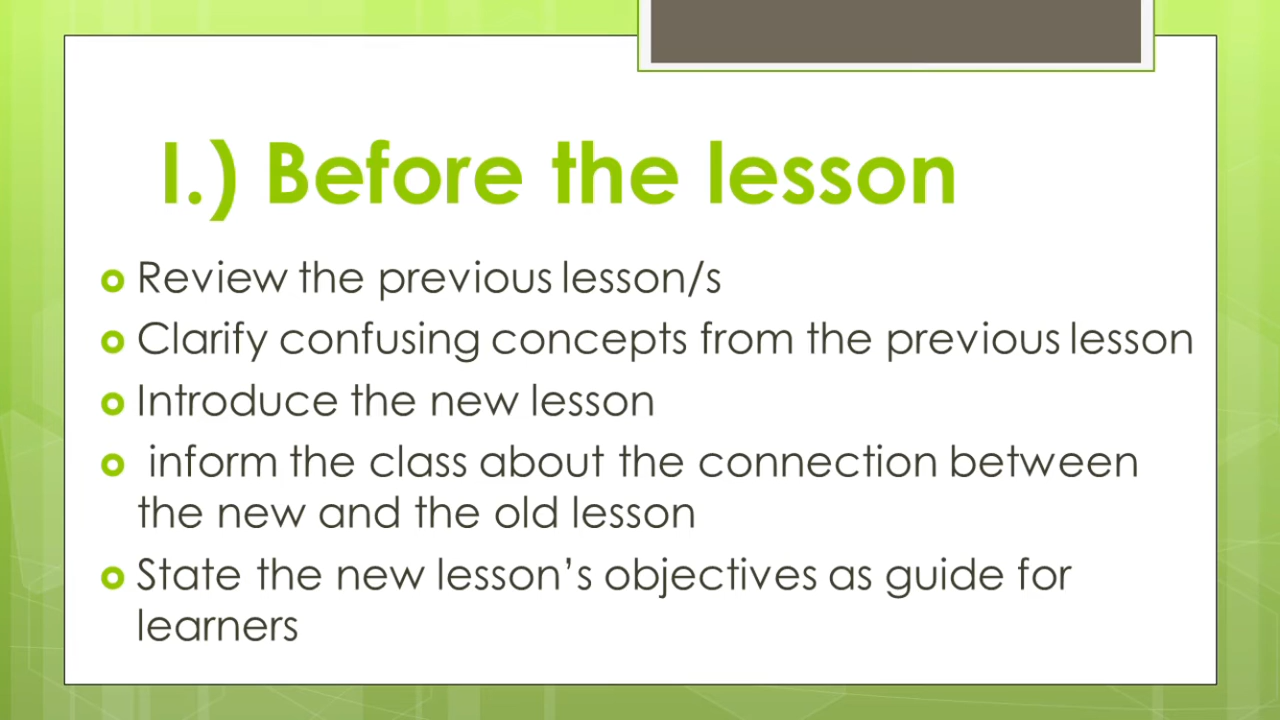 I.) Before the lesson
Review the previous lesson/s
Clarify confusing concepts from the previous lesson
Introduce the new lesson
inform the class about the connection between
the new and the old lesson
State the new lesson’s objectives as guide for
learners